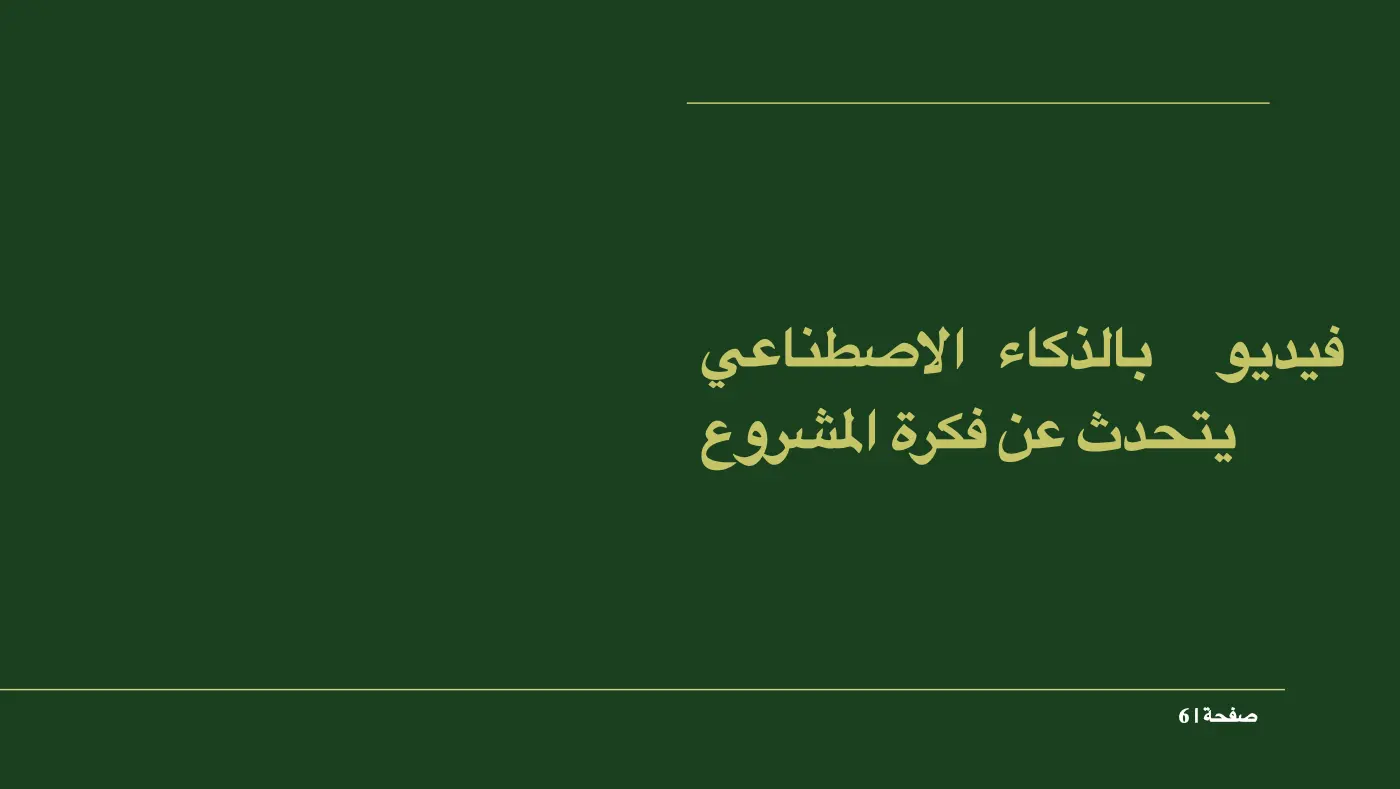 فيديو بالذكاء الاصطناعي
يتحدث عن فكرة المشروع
صفحة | 6